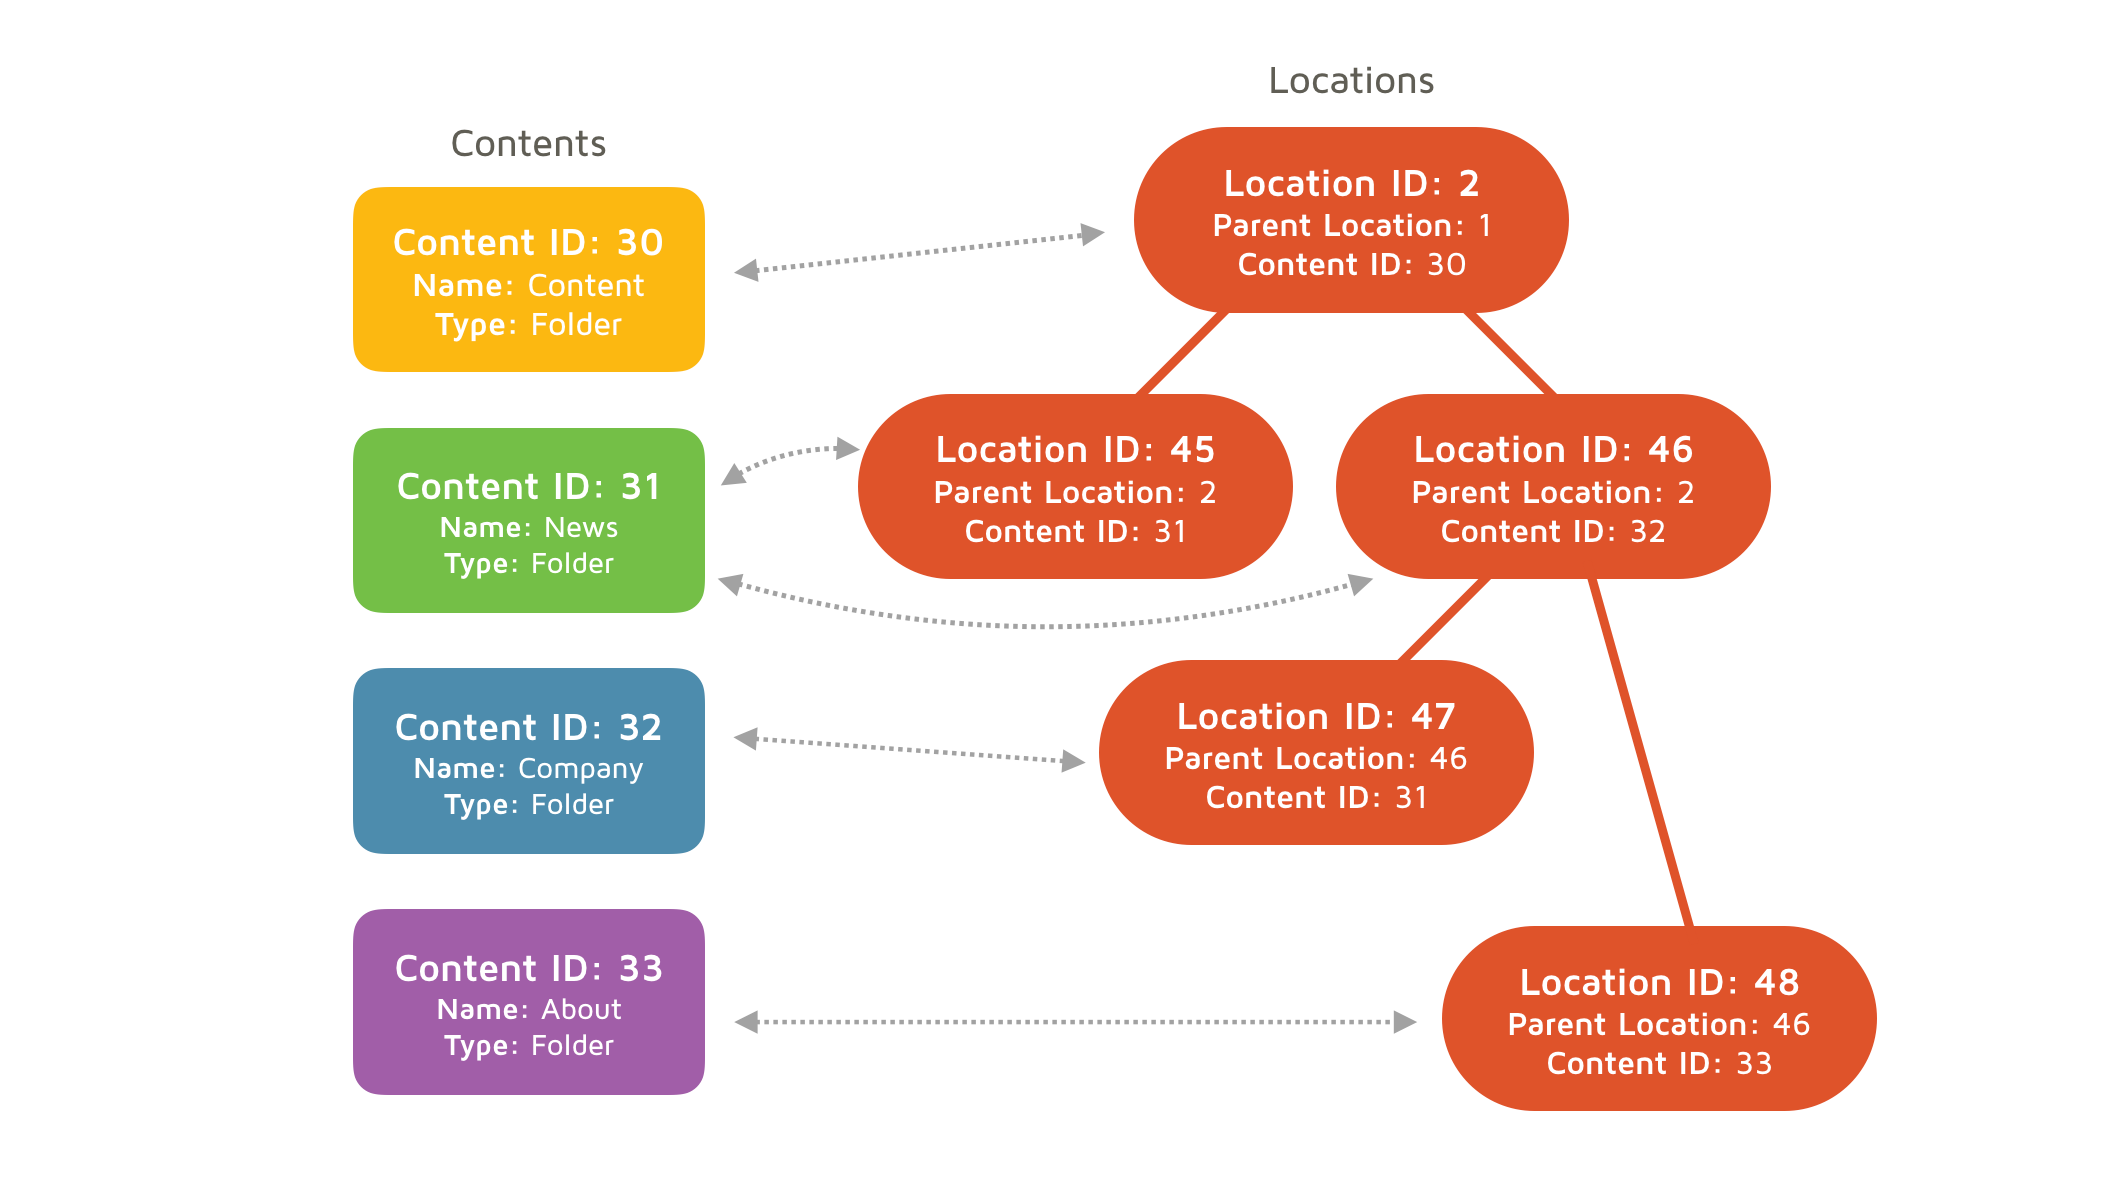 Contents
Content ID: 30
Name: Content
Type: Folder
Content ID: 31
Name: News
Type: Folder
Content ID: 32
Name: Company
Type: Folder
Content ID: 33
Name: About
Type: Folder
Locations
Location ID: 2
Parent Location: 1
Content ID: 30
Location ID: 45
Parent Location: 2
Content ID: 31
Location ID: 46
Parent Location: 2
Content ID: 32
Location ID: 47
Parent Location: 46
Content ID: 31
Location ID: 48
Parent Location: 46
Content ID: 33